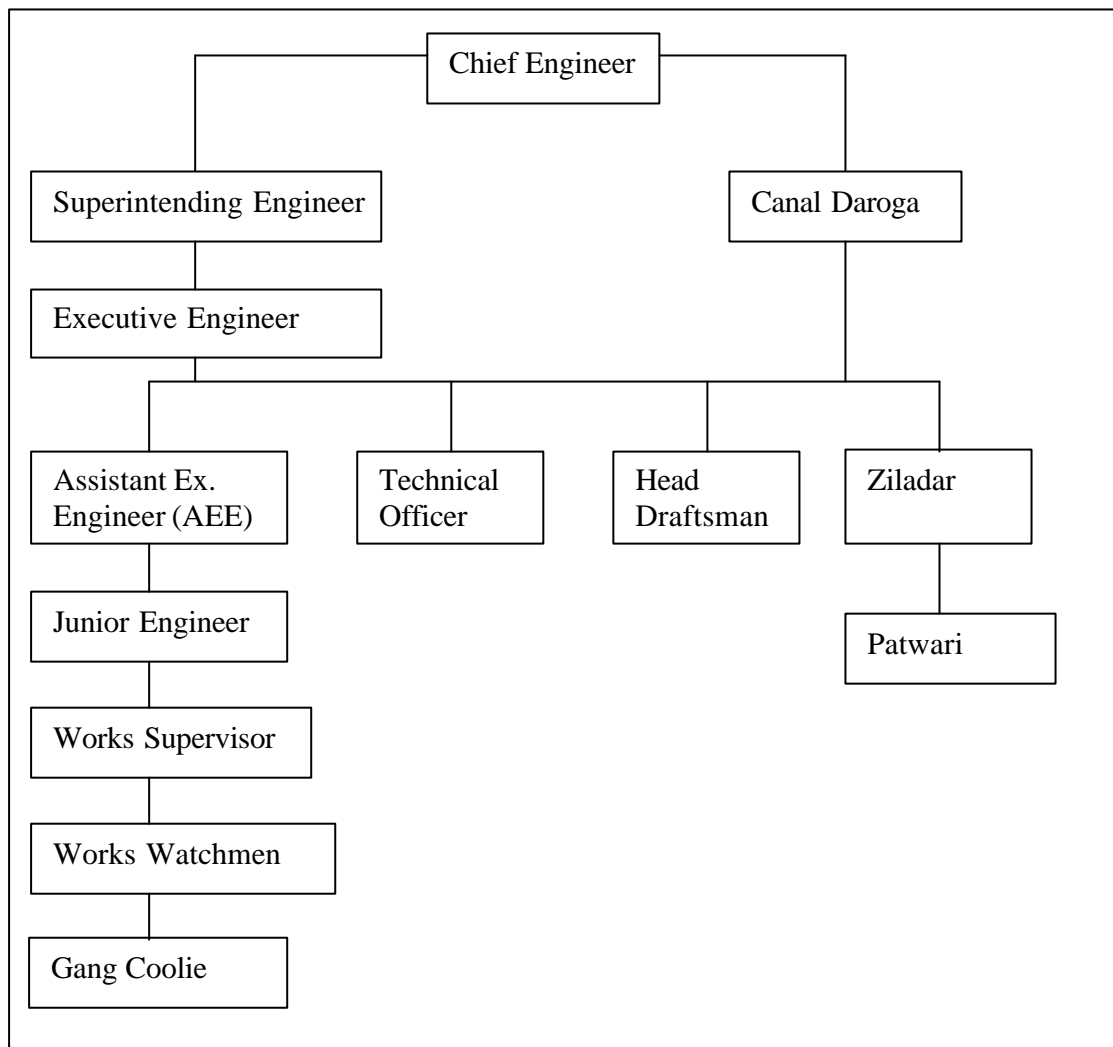 Chief Engineer
Superintending Engineer
Canal Daroga
Executive Engineer
Assistant Ex.
Engineer (AEE)
Technical
Officer
Head
Draftsman
Ziladar
Junior Engineer
Patwari
Works Supervisor
Works Watchmen
Gang Coolie